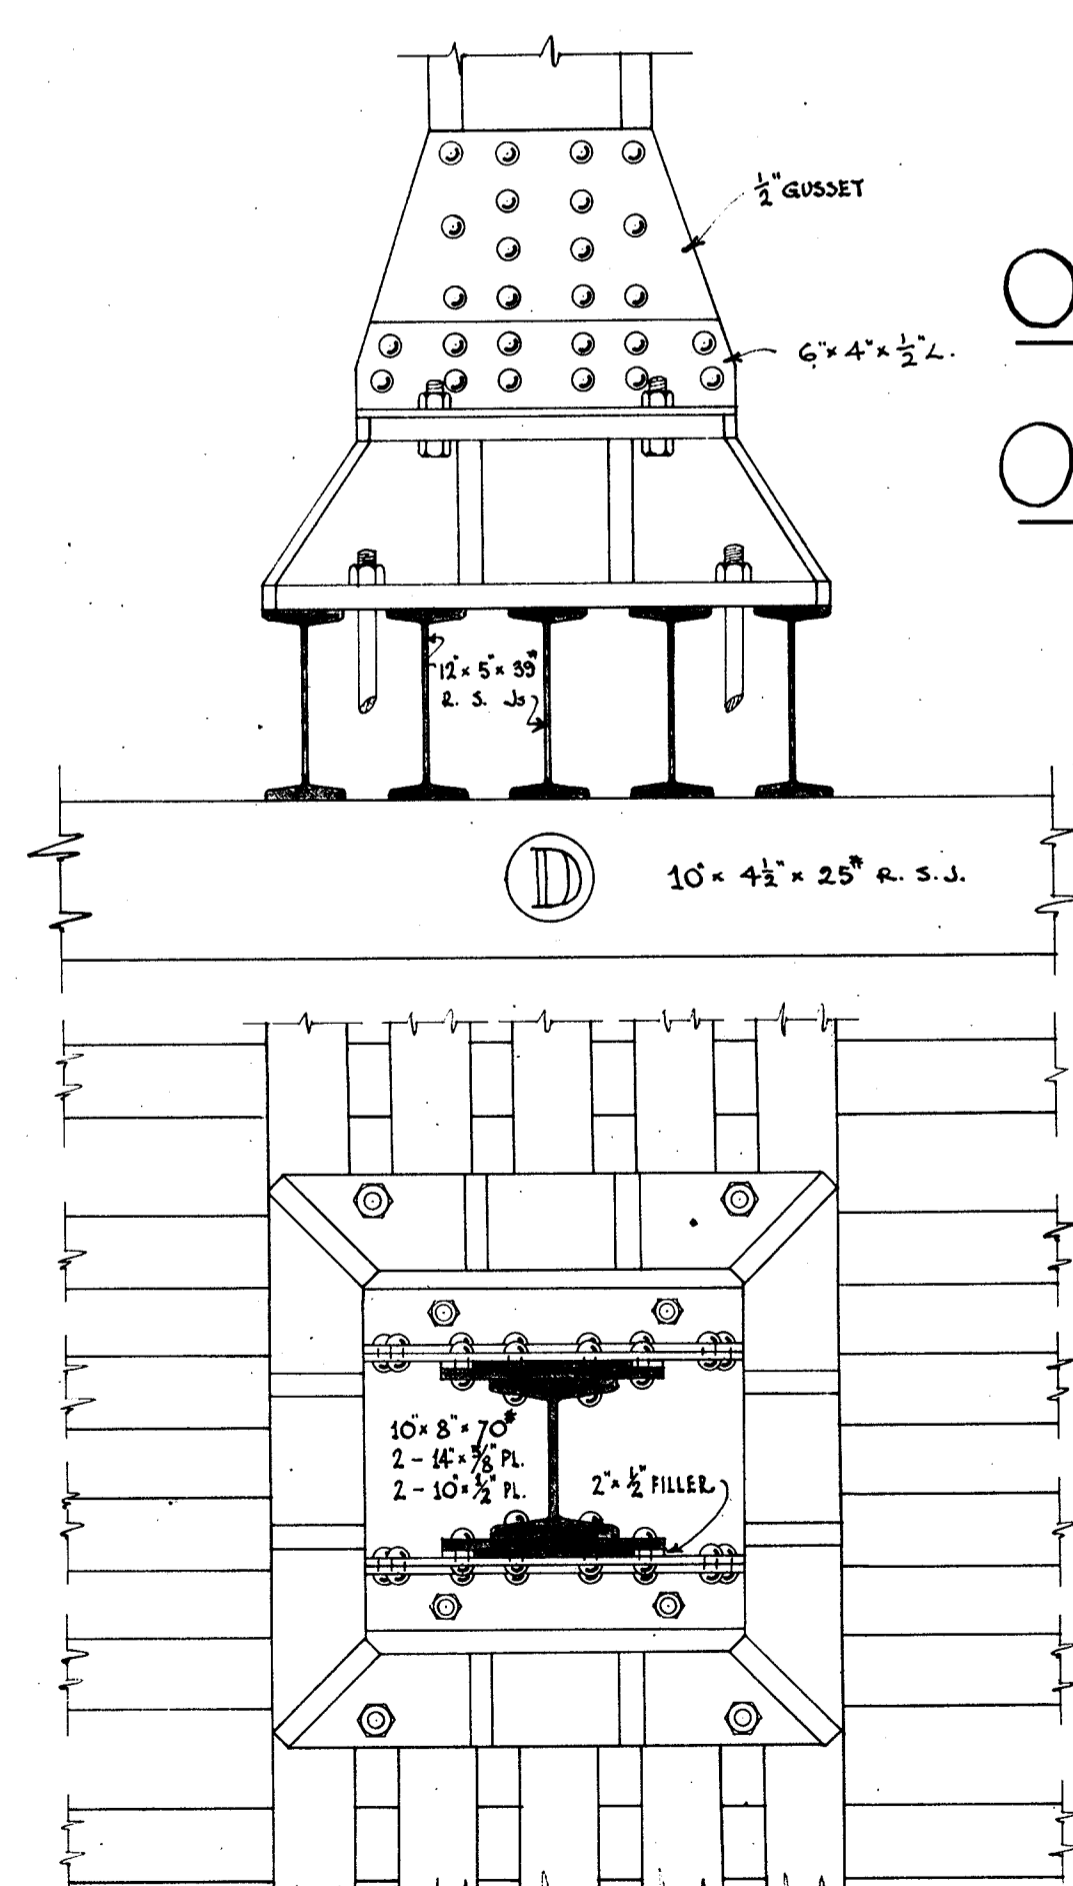 ½" GUSSET
6" × 4" × ½" L.
12" × 5" × 39#
R. S. Js
D
10" × 4½" × 25# R. S. J.
10" × 8" × 70#
2 - 14" × 5/8" PL.
2 - 10" × ½" PL.
2" × ½" FILLER